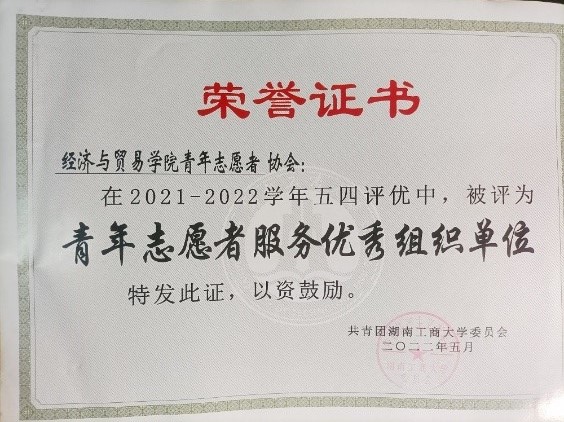 荣誉证书
经济与贸易学院青年志愿者 协会：
在2021-2022学年五四评优中，被评为
青年志愿者服务优秀组织单位
特发此证，以资鼓励。
共青团湖南工商大学委员会
二〇二二年五月